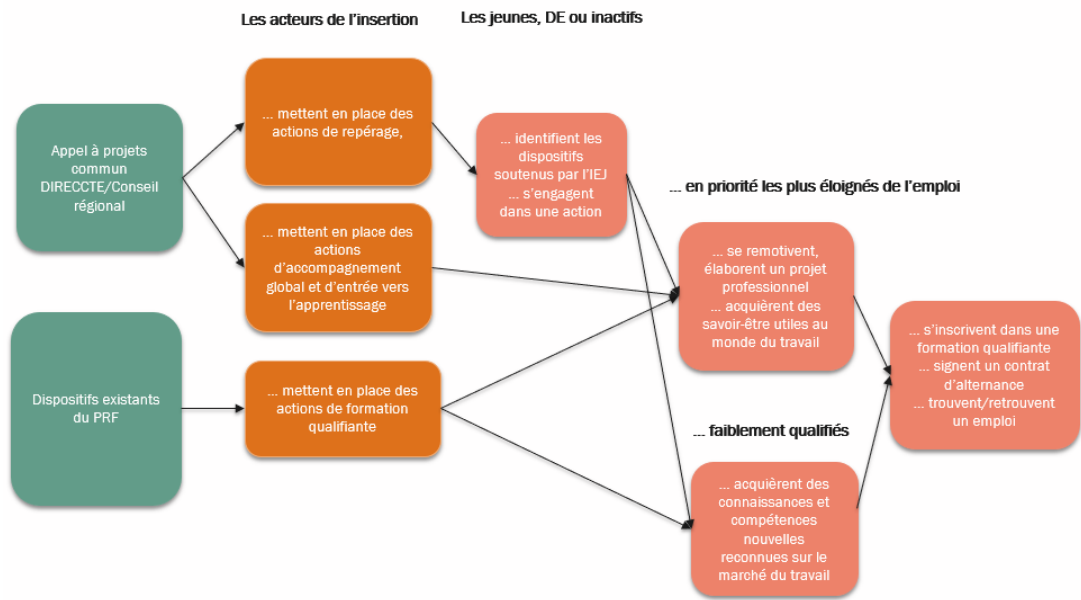 Les acteurs de l’insertion
Les jeunes, DE ou inactifs
Appel à projets
commun
DIRECCTE/Conseil
régional
... mettent en place des
actions de repérage,
... identifient les
dispositifs
soutenus par l’IEJ
... s’engagent
dans une action
... mettent en place des
actions
d’accompagnement
global et d’entrée vers
l’apprentissage
... en priorité les plus éloignés de l’emploi
... se remotivent,
élaborent un projet
professionnel
... acquièrent des
savoir-être utiles au
monde du travail
... s’inscrivent dans une
formation qualifiante
... signent un contrat
d’alternance
... trouvent/retrouvent
un emploi
Dispositifs existants
du PRF
... mettent en place des
actions de formation
qualifiante
... faiblement qualifiés
... acquièrent des
connaissances et
compétences
nouvelles
reconnues sur le
marché du travail